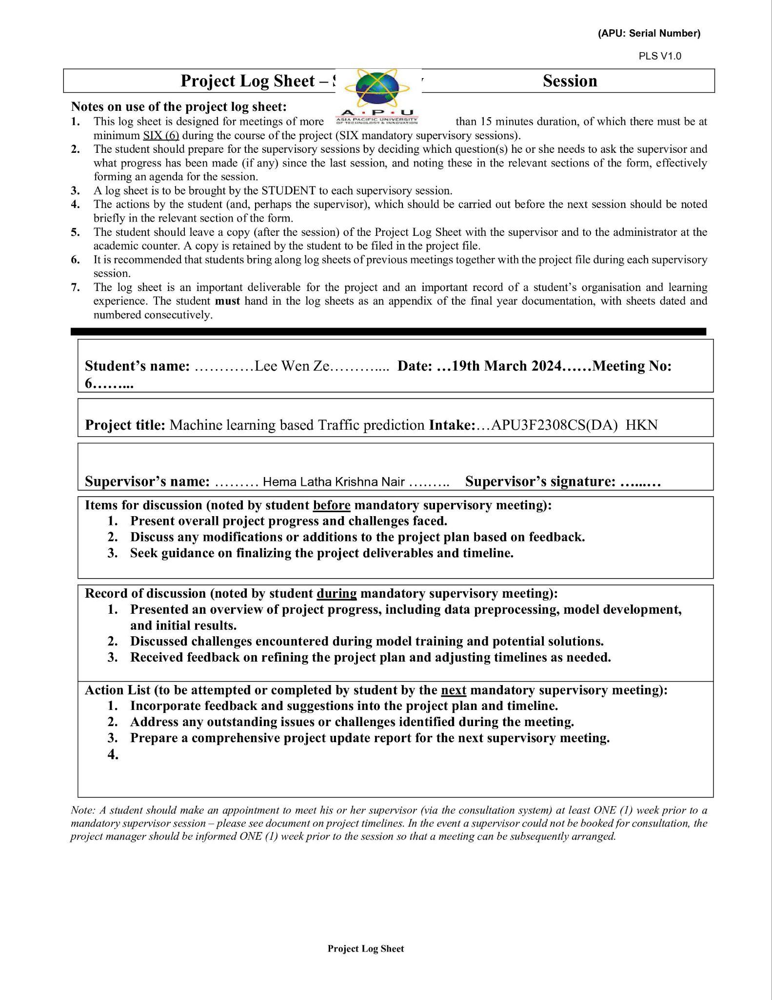 (APU: Serial Number)
PLS V1.0
Project Log Sheet – Session
A • P • U
ASIA PACIFIC UNIVERSITY
OF TECHNOLOGY & INNOVATION
Notes on use of the project log sheet:
1. This log sheet is designed for meetings of more than 15 minutes duration, of which there must be at
minimum SIX (6) during the course of the project (SIX mandatory supervisory sessions).
2. The student should prepare for the supervisory sessions by deciding which question(s) he or she needs to ask the supervisor and
what progress has been made (if any) since the last session, and noting these in the relevant sections of the form, effectively
forming an agenda for the session.
3. A log sheet is to be brought by the STUDENT to each supervisory session.
4. The actions by the student (and, perhaps the supervisor), which should be carried out before the next session should be noted
briefly in the relevant section of the form.
5. The student should leave a copy (after the session) of the Project Log Sheet with the supervisor and to the administrator at the
academic counter. A copy is retained by the student to be filed in the project file.
6. It is recommended that students bring along log sheets of previous meetings together with the project file during each supervisory
session.
7. The log sheet is an important deliverable for the project and an important record of a student’s organisation and learning
experience. The student must hand in the log sheets as an appendix of the final year documentation, with sheets dated and
numbered consecutively.
Student’s name: …………Lee Wen Ze……….... Date: …19th March 2024……Meeting No:
6……...
Project title: Machine learning based Traffic prediction Intake:…APU3F2308CS(DA) HKN
Supervisor’s name: ……… Hema Latha Krishna Nair ……... Supervisor’s signature: …...…
Items for discussion (noted by student before mandatory supervisory meeting):
1. Present overall project progress and challenges faced.
2. Discuss any modifications or additions to the project plan based on feedback.
3. Seek guidance on finalizing the project deliverables and timeline.
Record of discussion (noted by student during mandatory supervisory meeting):
1. Presented an overview of project progress, including data preprocessing, model development,
and initial results.
2. Discussed challenges encountered during model training and potential solutions.
3. Received feedback on refining the project plan and adjusting timelines as needed.
Action List (to be attempted or completed by student by the next mandatory supervisory meeting):
1. Incorporate feedback and suggestions into the project plan and timeline.
2. Address any outstanding issues or challenges identified during the meeting.
3. Prepare a comprehensive project update report for the next supervisory meeting.
4.
Note: A student should make an appointment to meet his or her supervisor (via the consultation system) at least ONE (1) week prior to a
mandatory supervisor session – please see document on project timelines. In the event a supervisor could not be booked for consultation, the
project manager should be informed ONE (1) week prior to the session so that a meeting can be subsequently arranged.
Project Log Sheet